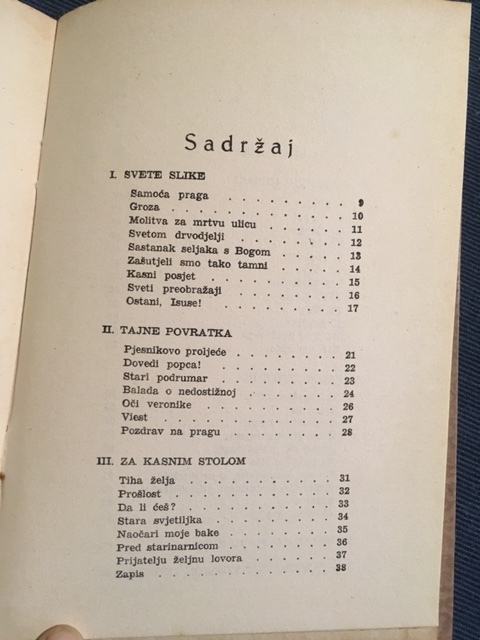 Sadržaj
I. SVETE SLIKE
Samoća praga . . . . . . . . 9
Groza . . . . . . . . . . . 10
Molitva za mrtvu ulicu . . . . . 11
Svetom drvodjelji . . . . . . . 12
Sastanak seljaka s Bogom . . . . 13
Zašutjeli smo tako tamni . . . . 14
Kasni posjet . . . . . . . . . 15
Sveti preobražaji . . . . . . . 16
Ostani, Isuse! . . . . . . . . 17
II. TAJNE POVRATKA
Pjesnikovo proljeće . . . . . . . 21
Dovedi popca! . . . . . . . . 22
Stari podrumar . . . . . . . . 23
Balada o nedostižnoj . . . . . . 24
Oči veronike . . . . . . . . . 26
Viest . . . . . . . . . . . 27
Pozdrav na pragu . . . . . . . 28
III. ZA KASNIM STOLOM
Tiha želja . . . . . . . . . . 31
Prošlost . . . . . . . . . . 32
Da li ćeš? . . . . . . . . . . 33
Stara svjetiljka . . . . . . . . 34
Naočari moje bake . . . . . . . 35
Pred starinarnicom . . . . . . . 36
Prijatelju željnu lovora . . . . . 37
Zapis . . . . . . . . . . . 38